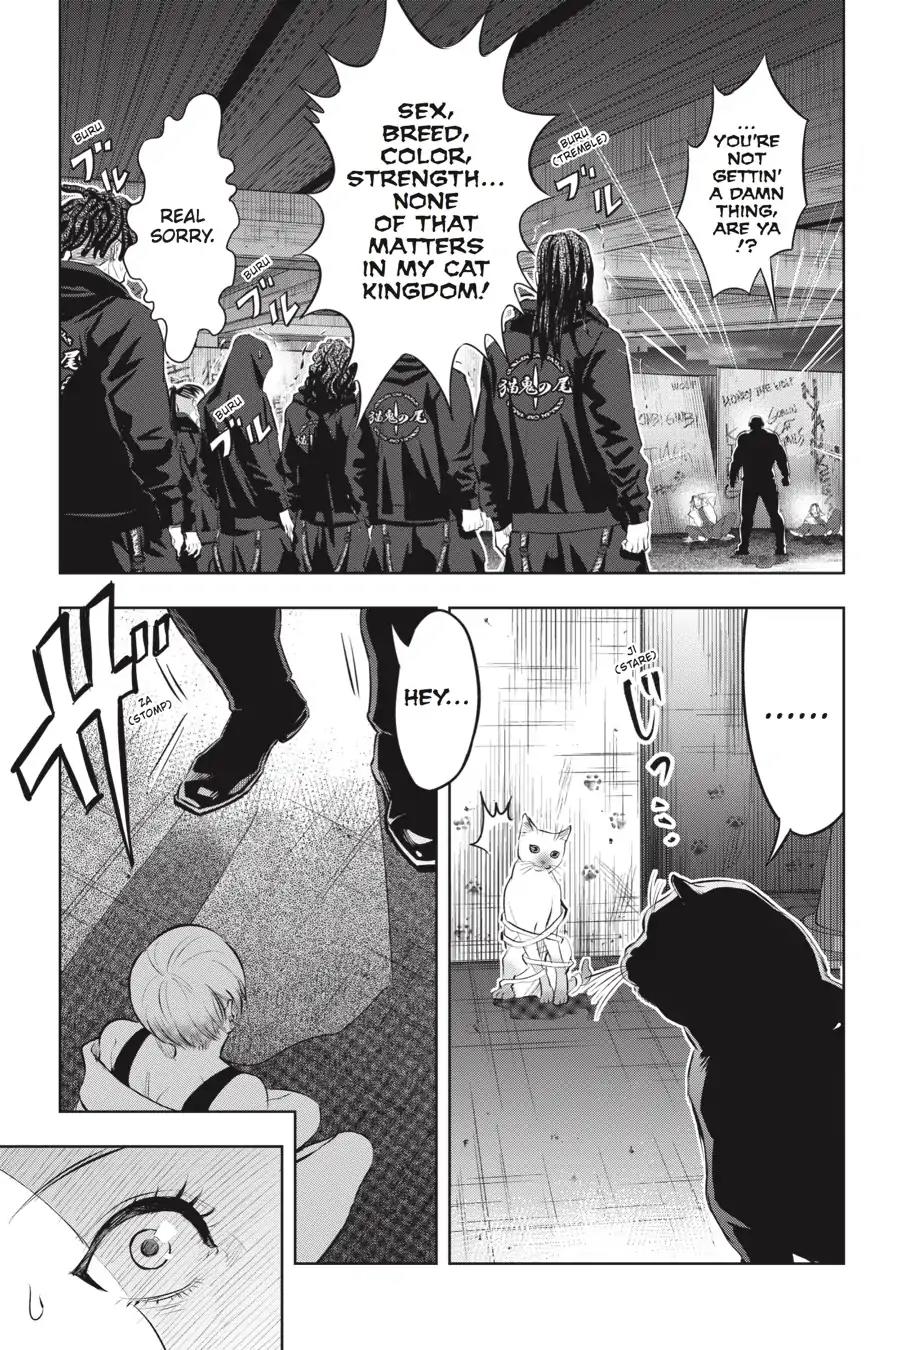 ...
YOU'RE
NOT
GETTIN'
A DAMN
THING,
ARE YA
!?
BURU
(TREMBLE)
ブル
SEX,
BREED,
COLOR,
STRENGTH...
NONE
OF THAT
MATTERS
IN MY CAT
KINGDOM!
REAL
SORRY.
BURU
ブル
BURU
ブル
BURU
ブル
猫鬼の尾
猫鬼の尾
WOLF
MONKEY
......
JI
(STARE)
じっ
HEY...
ZA
(STOMP)
ザッ